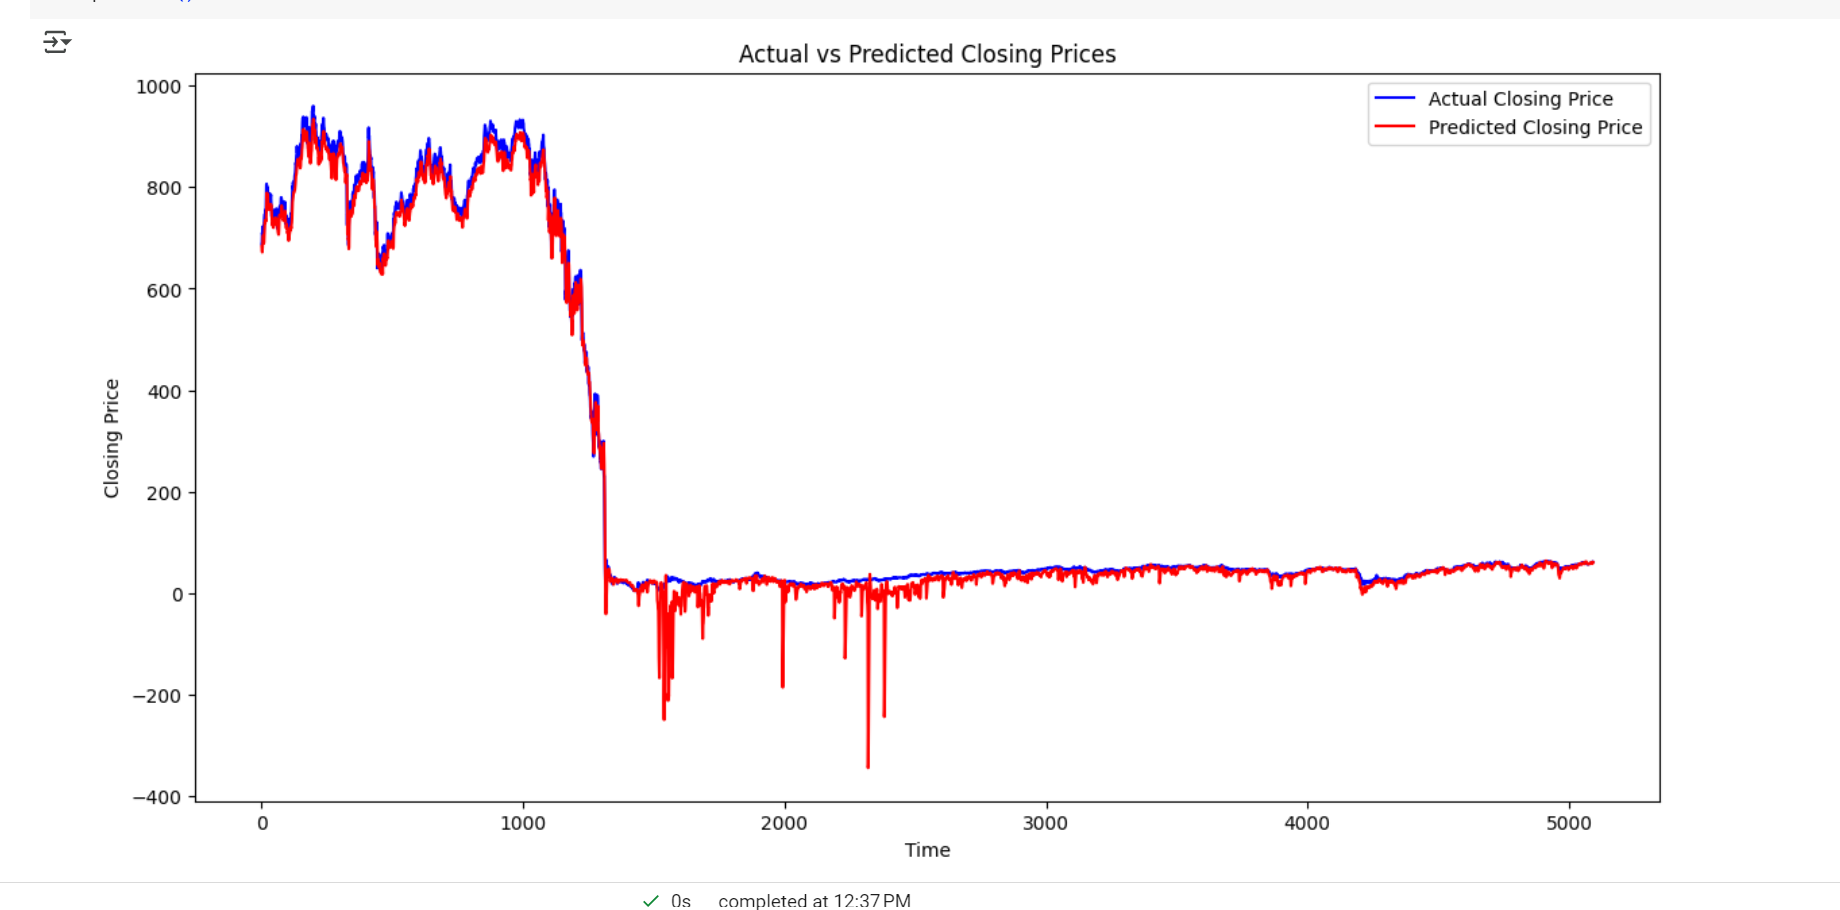 Actual vs Predicted Closing Prices
Actual Closing Price
Predicted Closing Price
1000
800
600
400
200
0
−200
−400
Closing Price
0 1000 2000 3000 4000 5000
Time
0s completed at 12:37 PM